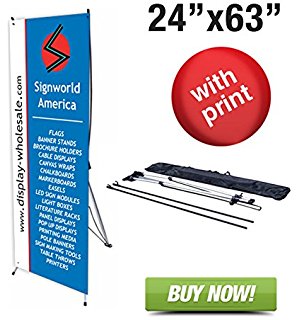 24"x63"
with
print
www.display-wholesale.com
Signworld
America
FLAGS
BANNER STANDS
BROCHURE HOLDERS
CABLE DISPLAYS
CANVAS WRAPS
CHALKBOARDS
MARKERBOARDS
EASELS
LED SIGN MODULES
LIGHT BOXES
LITERATURE RACKS
PANEL DISPLAYS
POP UP DISPLAYS
PRINTING MEDIA
POLE BANNERS
SIGN MAKING TOOLS
TABLE THROWS
PRINTERS
BUY NOW!